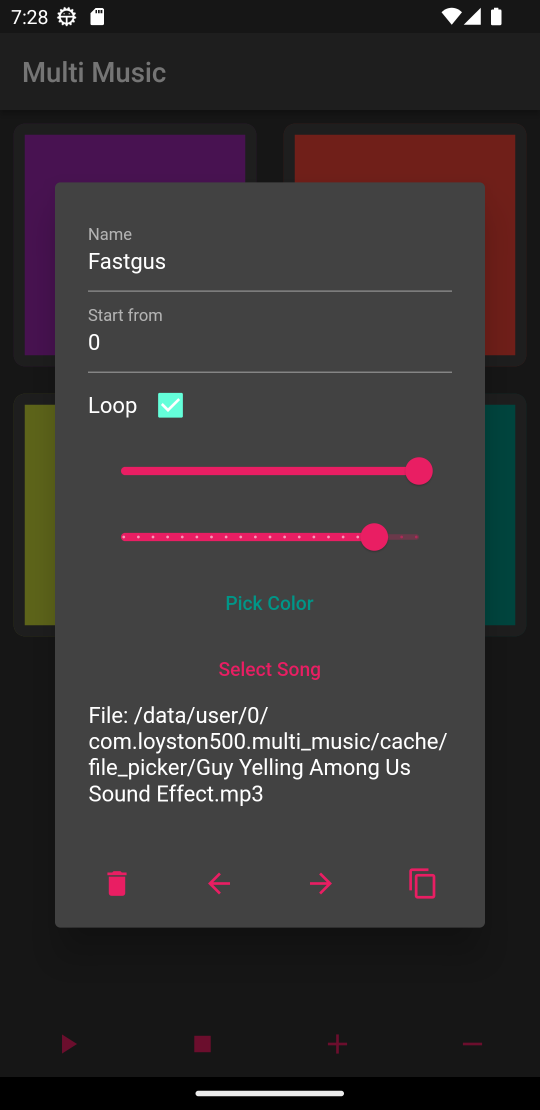 7:28
Multi Music
Name
Fastgus
Start from
0
Loop
Pick Color
Select Song
File: /data/user/0/
com.loyston500.multi_music/cache/
file_picker/Guy Yelling Among Us
Sound Effect.mp3